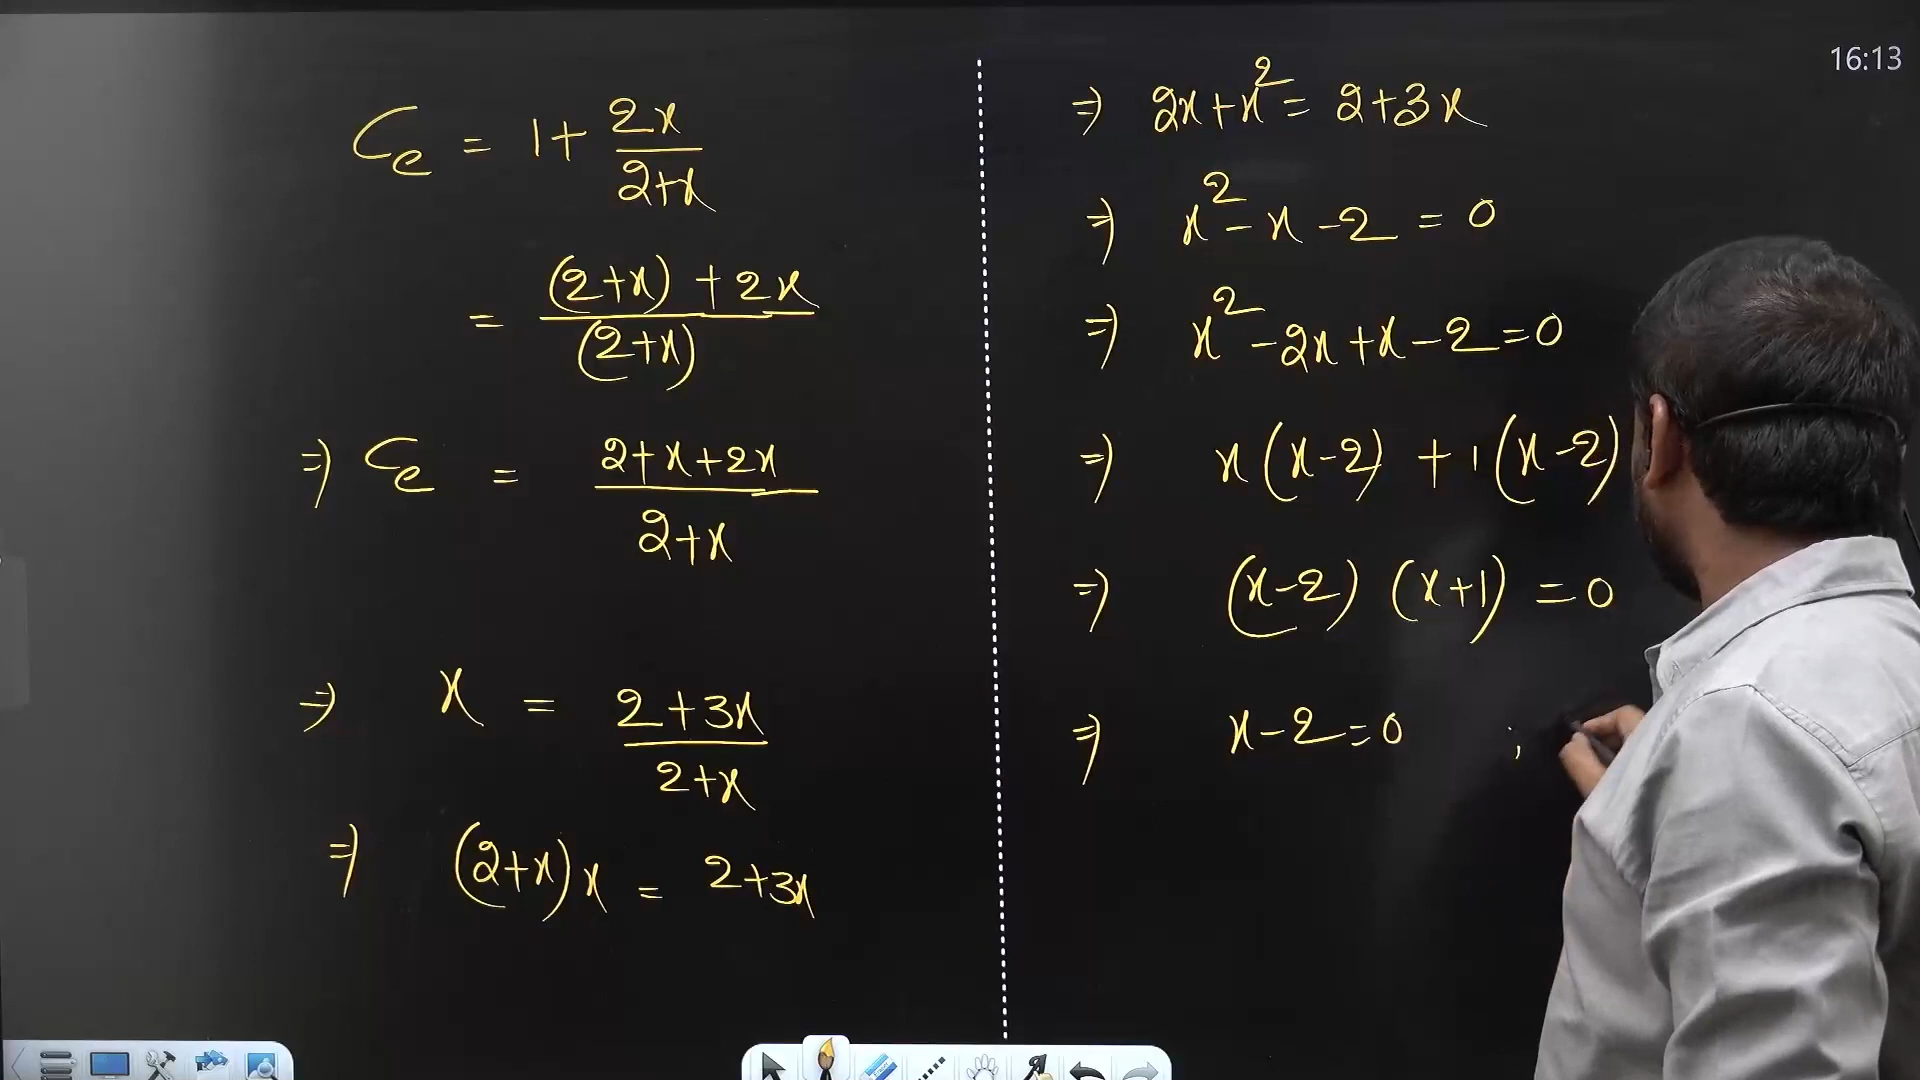 16:13
Ce = 1 + 2x/(2+x)
= ((2+x) + 2x)/(2+x)
⇒ Ce = (2+x+2x)/(2+x)
⇒ x = (2+3x)/(2+x)
⇒ (2+x)x = 2+3x
⇒ 2x+x² = 2+3x
⇒ x² - x - 2 = 0
⇒ x² - 2x + x - 2 = 0
⇒ x(x-2) + 1(x-2)
⇒ (x-2) (x+1) = 0
⇒ x-2 = 0 ;